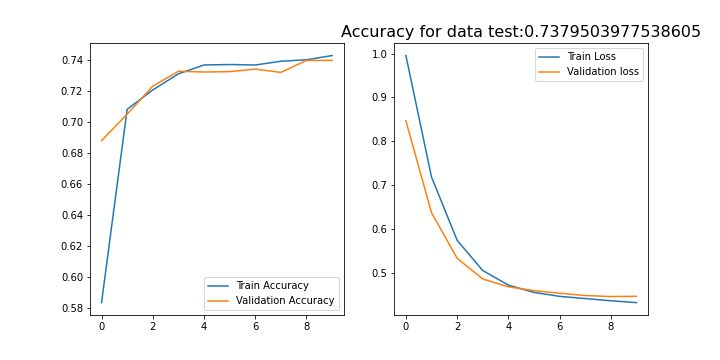 Accuracy for data test:0.7379503977538605
0.74
0.72
0.70
0.68
0.66
0.64
0.62
0.60
0.58
0 2 4 6 8
Train Accuracy
Validation Accuracy
1.0
0.9
0.8
0.7
0.6
0.5
0 2 4 6 8
Train Loss
Validation loss